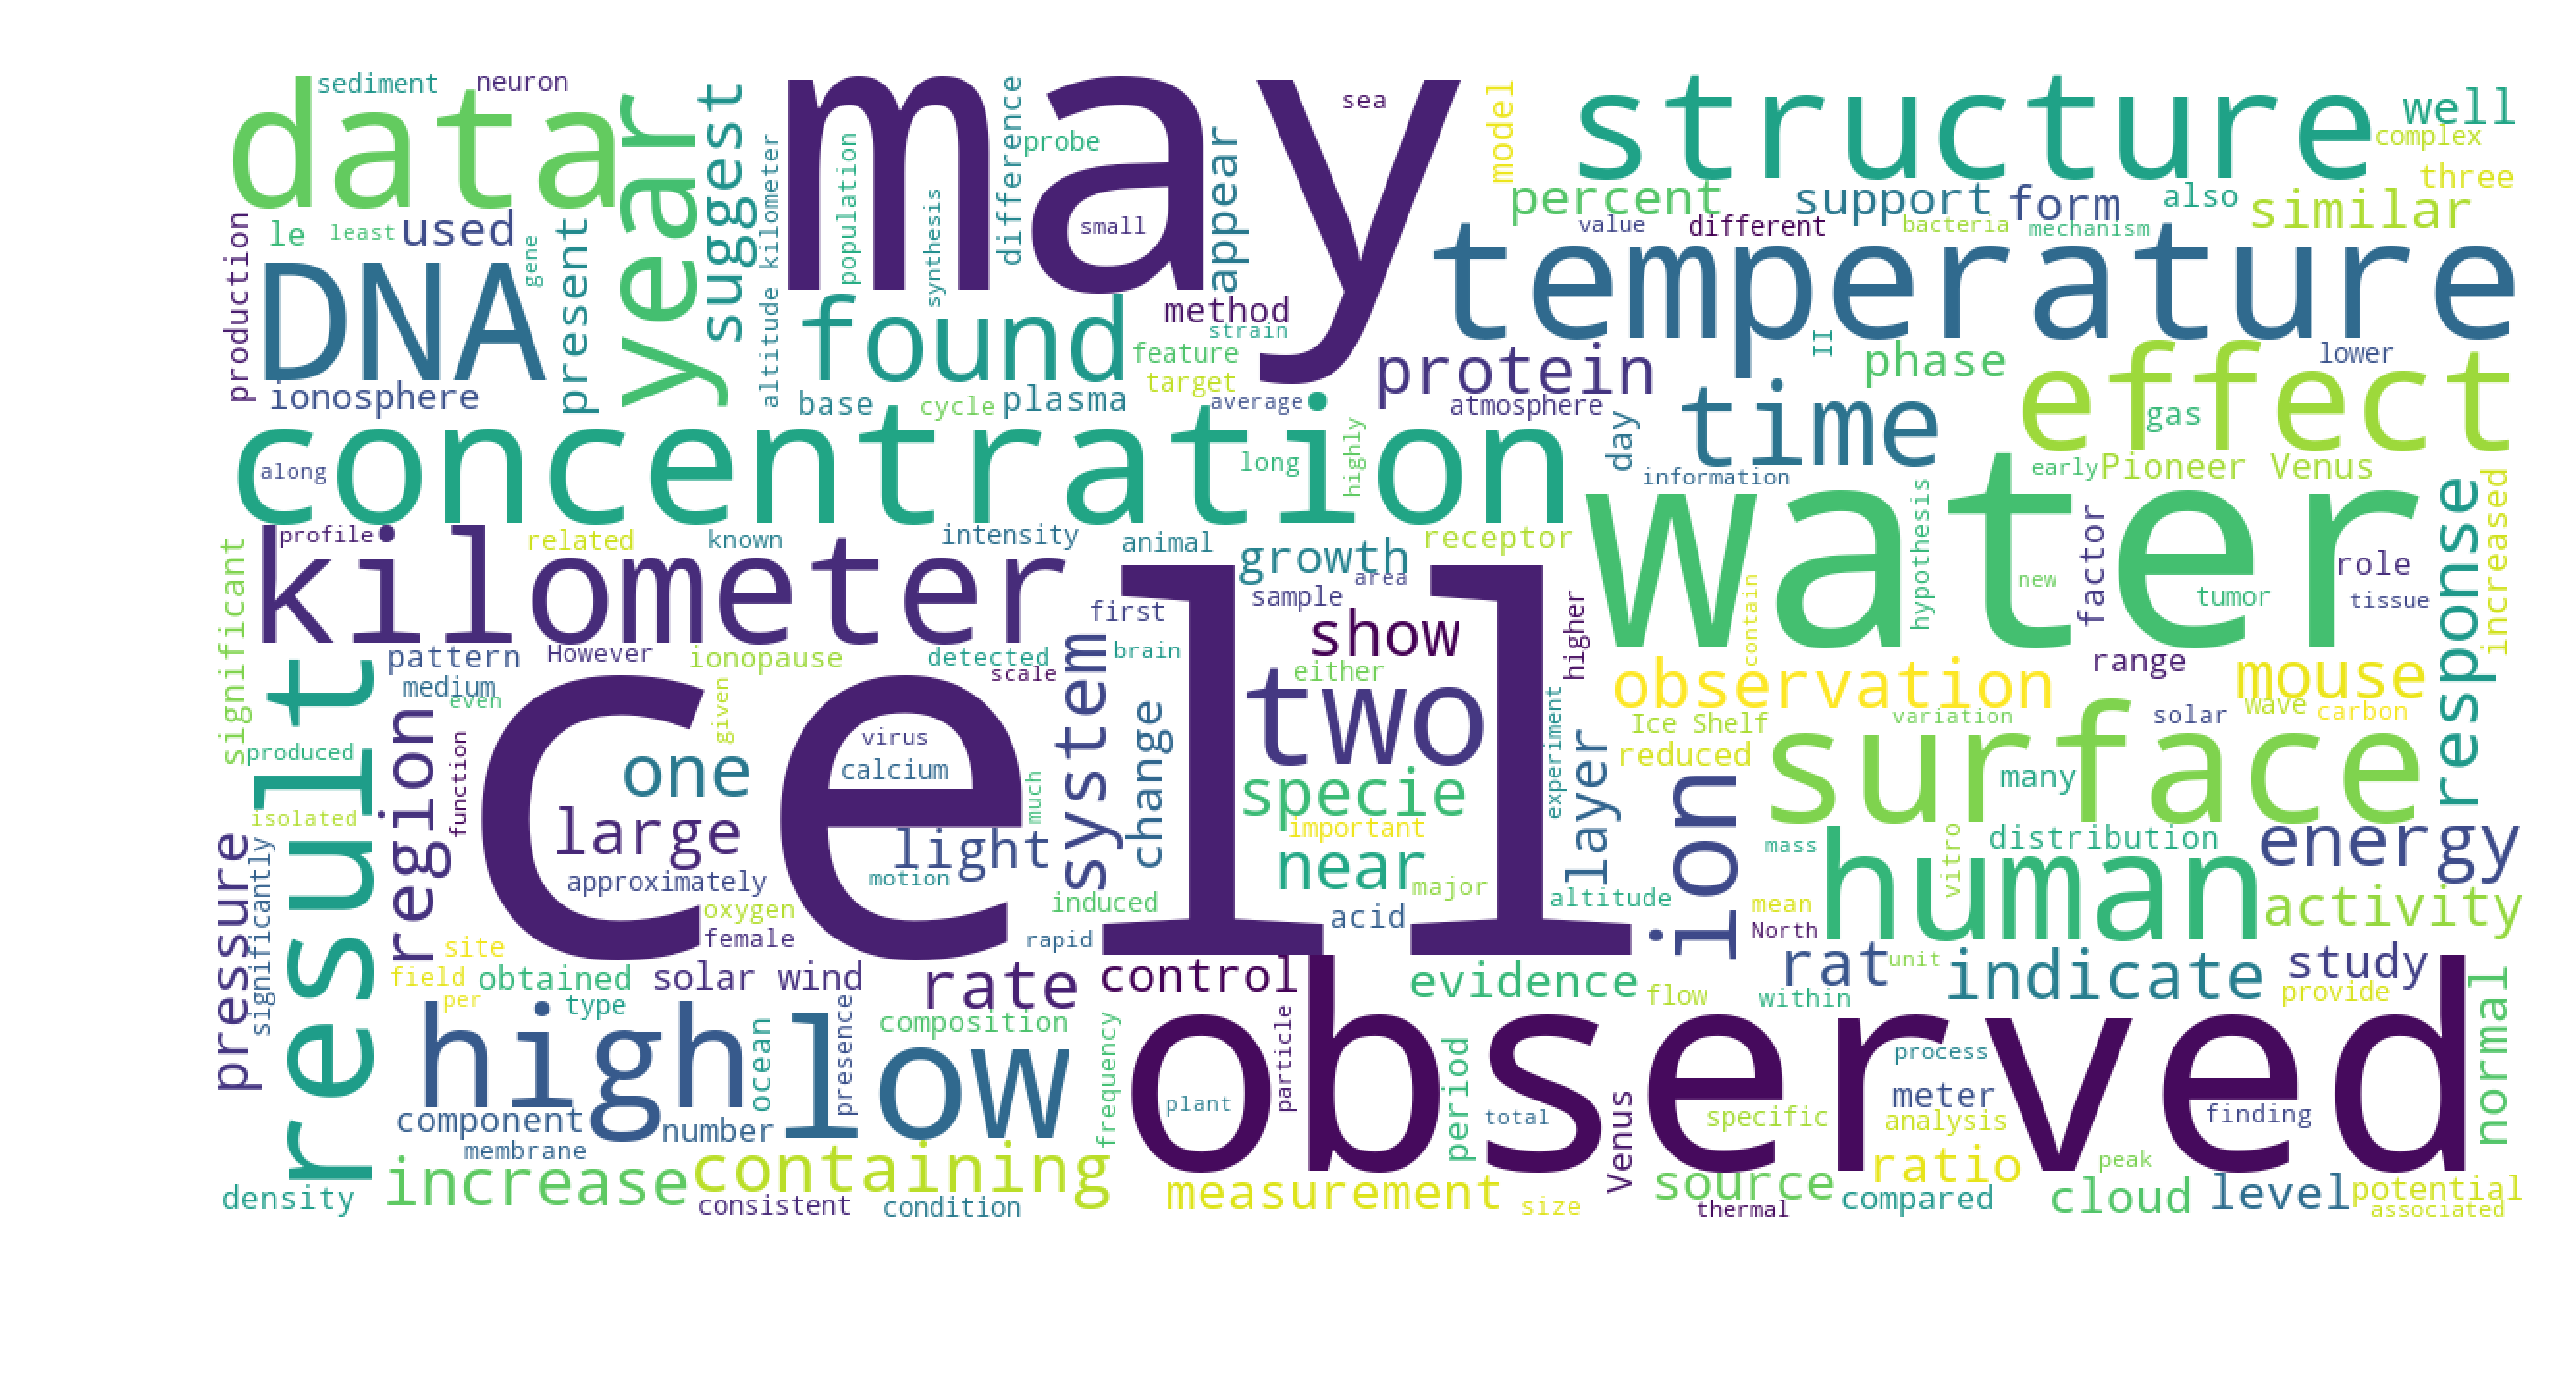 sediment
neuron
data
year
suggest
may
sea
difference
probe
population
synthesis
small
appear
model
structure
well
complex
three
percent
support
form
also
similar
value
different
bacteria
mechanism
temperature
production
le
least
used
gene
present
altitude kilometer
DNA
ionosphere
found
method
strain
feature
target
base
cycle
plasma
average
protein
atmosphere
II
phase
lower
time
effect
gas
day
information
early
Pioneer Venus
concentration
along
long
highly
water
hypothesis
factor
new
role
tumor
tissue
response
increased
kilometer
profile
related
known
intensity
animal
growth
receptor
area
sample
first
show
higher
contain
significant
pattern
However
ionopause
detected
brain
scale
either
medium
even
given
cell
virus
calcium
system
change
two
observation
range
mouse
Ice Shelf
variation
solar
wave
carbon
reduced
result
produced
region
function
one
much
specie
experiment
layer
ion
surface
many
isolated
large
light
important
near
major
mass
vitro
distribution
energy
human
pressure
significantly
approximately
motion
oxygen
female
induced
rapid
acid
altitude
mean
North
activity
site
field
obtained
per
type
solar wind
rate
control
evidence
flow
rat
unit
within
indicate
study
provide
normal
high
low
ocean
presence
composition
frequency
particle
observed
plant
period
total
process
meter
specific
analysis
finding
component
membrane
number
Venus
increase
containing
measurement
size
source
ratio
peak
density
consistent
condition
thermal
compared
cloud
level
potential
associated